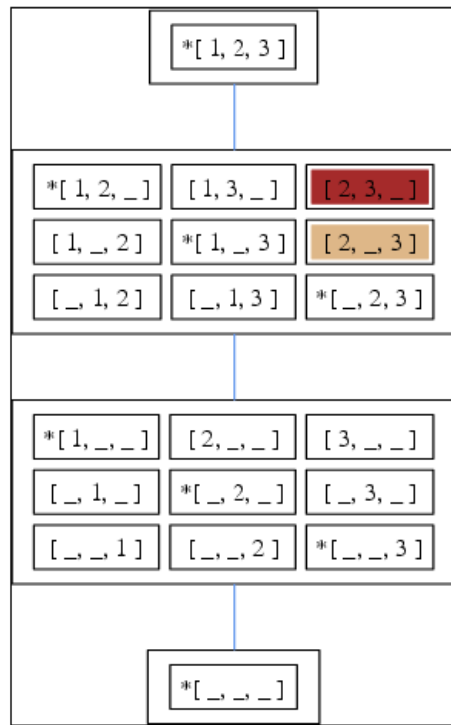 *[ 1, 2, 3 ]
*[ 1, 2, _ ] [ 1, 3, _ ] [ 2, 3, _ ]
[ 1, _, 2 ] *[ 1, _, 3 ] [ 2, _, 3 ]
[ _, 1, 2 ] [ _, 1, 3 ] *[ _, 2, 3 ]
*[ 1, _, _ ] [ 2, _, _ ] [ 3, _, _ ]
[ _, 1, _ ] *[ _, 2, _ ] [ _, 3, _ ]
[ _, _, 1 ] [ _, _, 2 ] *[ _, _, 3 ]
*[ _, _, _ ]